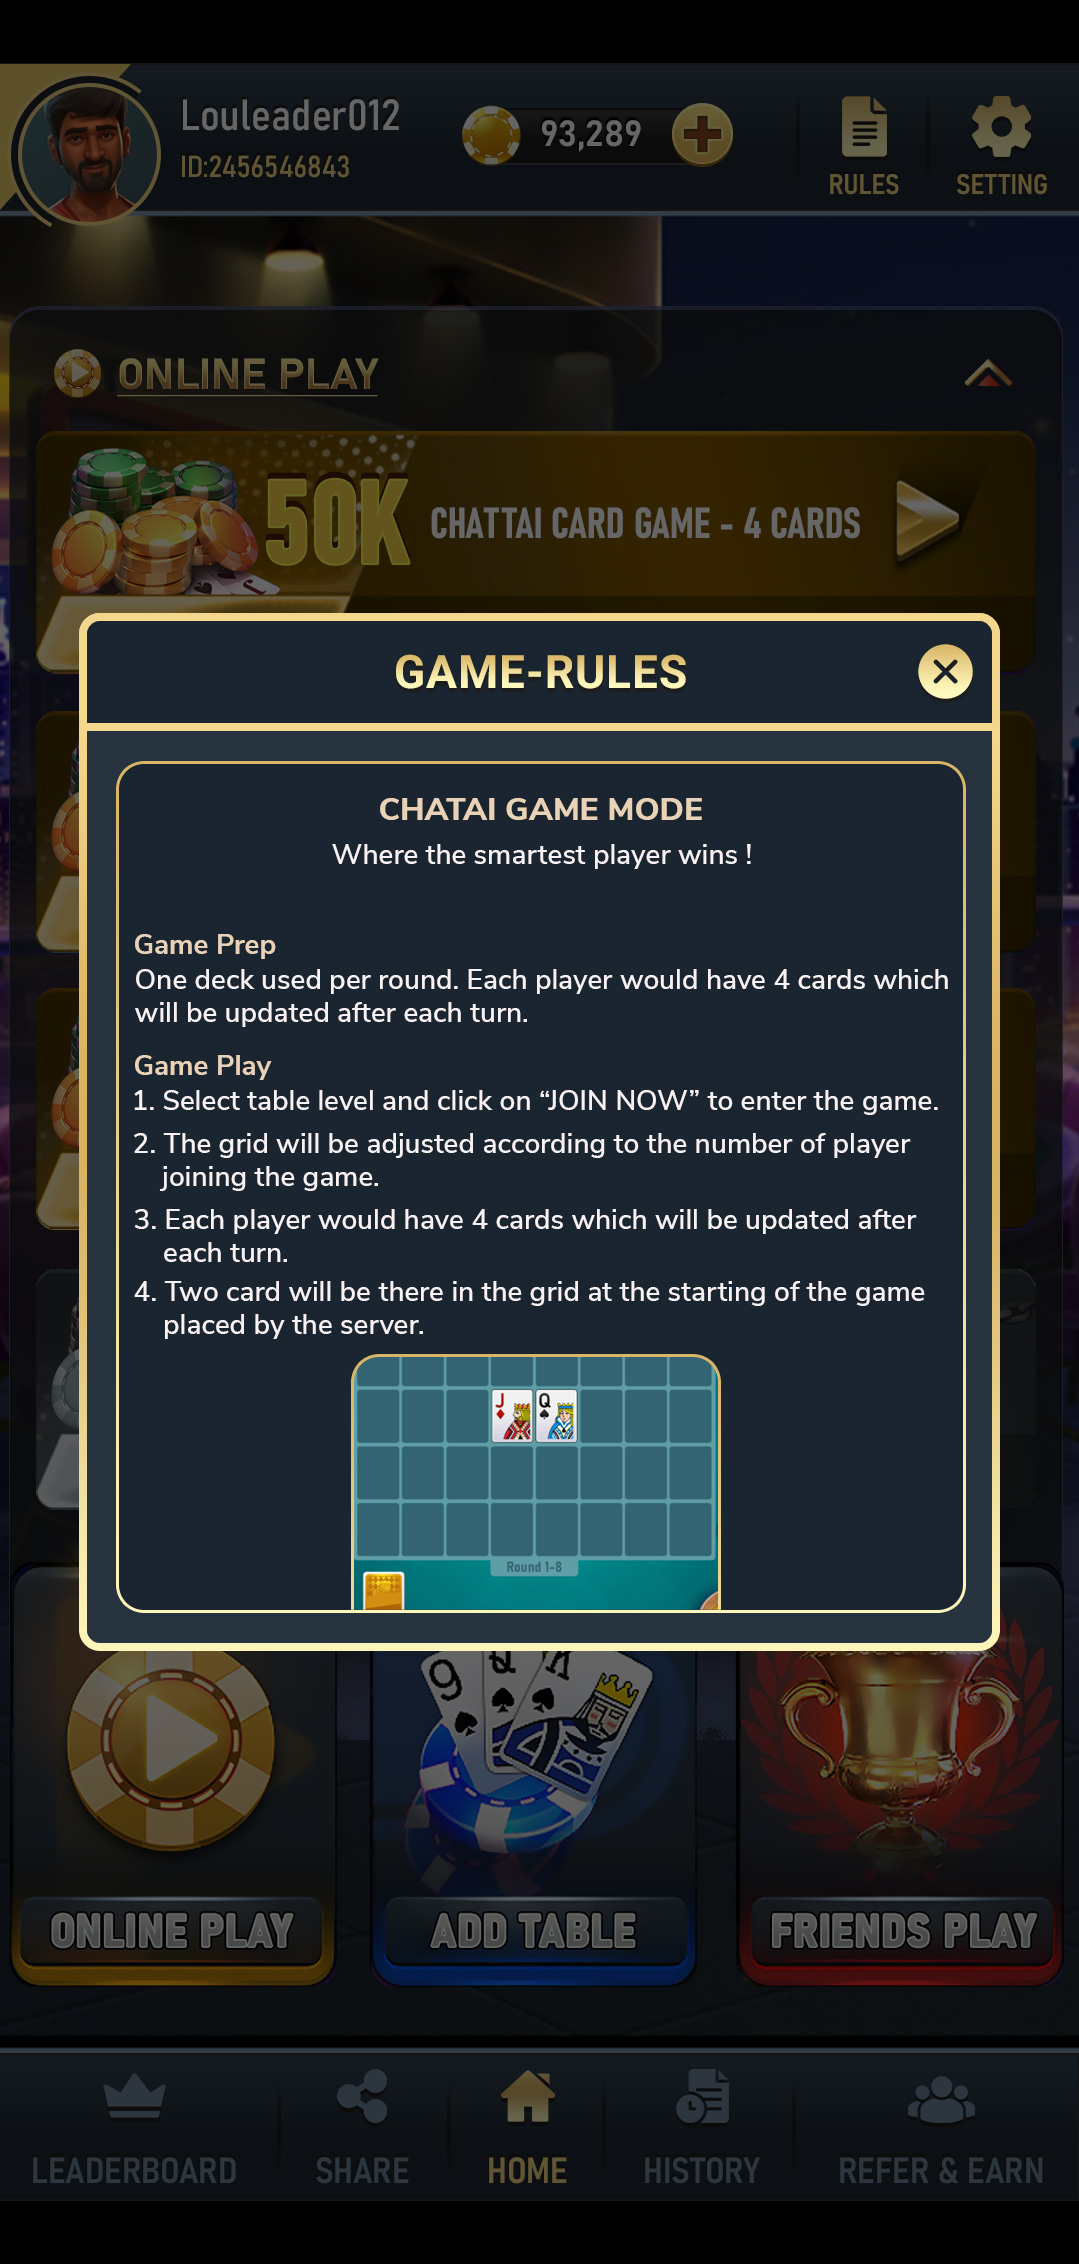 Louleader012
ID:2456546843
93,289
RULES
SETTING
ONLINE PLAY
50K
CHATTAI CARD GAME - 4 CARDS
GAME-RULES
CHATAI GAME MODE
Where the smartest player wins !
Game Prep
One deck used per round. Each player would have 4 cards which
will be updated after each turn.
Game Play
1. Select table level and click on “JOIN NOW” to enter the game.
2. The grid will be adjusted according to the number of player
joining the game.
3. Each player would have 4 cards which will be updated after
each turn.
4. Two card will be there in the grid at the starting of the game
placed by the server.
J
Q
Round 1-8
9
Q
K
ONLINE PLAY
ADD TABLE
FRIENDS PLAY
LEADERBOARD
SHARE
HOME
HISTORY
REFER & EARN